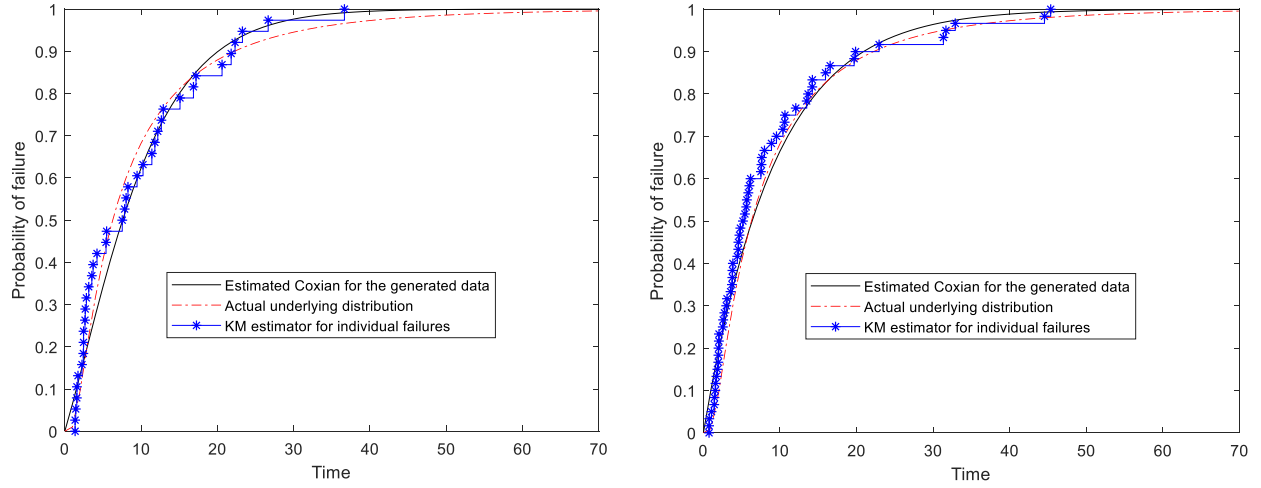 1
0.9
0.8
0.7
0.6
0.5
0.4
0.3
0.2
0.1
0
Probability of failure
0 10 20 30 40 50 60 70
Time
Estimated Coxian for the generated data
Actual underlying distribution
KM estimator for individual failures
1
0.9
0.8
0.7
0.6
0.5
0.4
0.3
0.2
0.1
0
Probability of failure
0 10 20 30 40 50 60 70
Time
Estimated Coxian for the generated data
Actual underlying distribution
KM estimator for individual failures